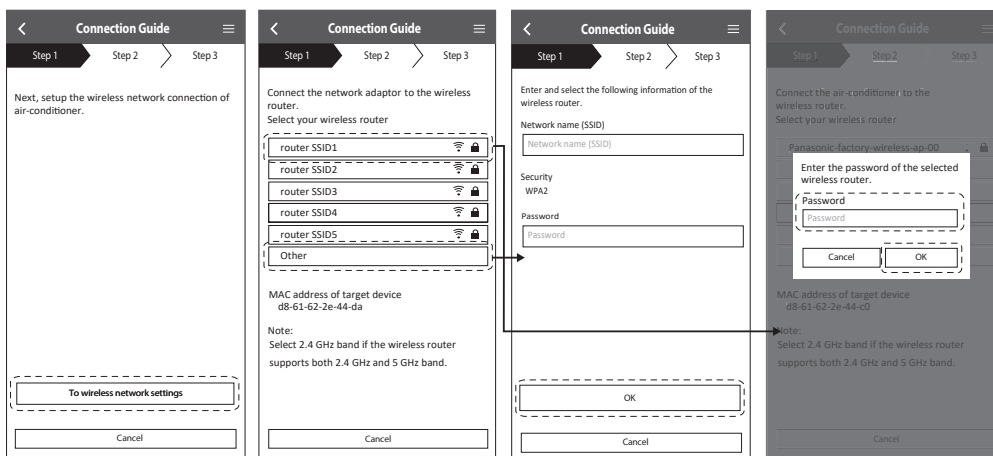 Connection Guide
Step 1
Step 2
Step 3
Next, setup the wireless network connection of
air-conditioner.
To wireless network settings
Cancel
Connection Guide
Step 1
Step 2
Step 3
Connect the network adaptor to the wireless
router.
Select your wireless router
router SSID1
router SSID2
router SSID3
router SSID4
router SSID5
Other
MAC address of target device
d8-61-62-2e-44-da
Note:
Select 2.4 GHz band if the wireless router
supports both 2.4 GHz and 5 GHz band.
Cancel
Connection Guide
Step 1
Step 2
Step 3
Enter and select the following information of the
wireless router.
Network name (SSID)
Network name (SSID)
Security
WPA2
Password
Password
OK
Cancel
Connection Guide
Step 1
Step 2
Step 3
Connect the air-conditioner to the
wireless router.
Select your wireless router
Panasonic-factory-wireless-ap-00
Enter the password of the selected
wireless router.
Password
Password
Cancel
OK
MAC address of target device
d8-61-62-2e-44-c0
Note:
Select 2.4 GHz band if the wireless router
supports both 2.4 GHz and 5 GHz band.
Cancel